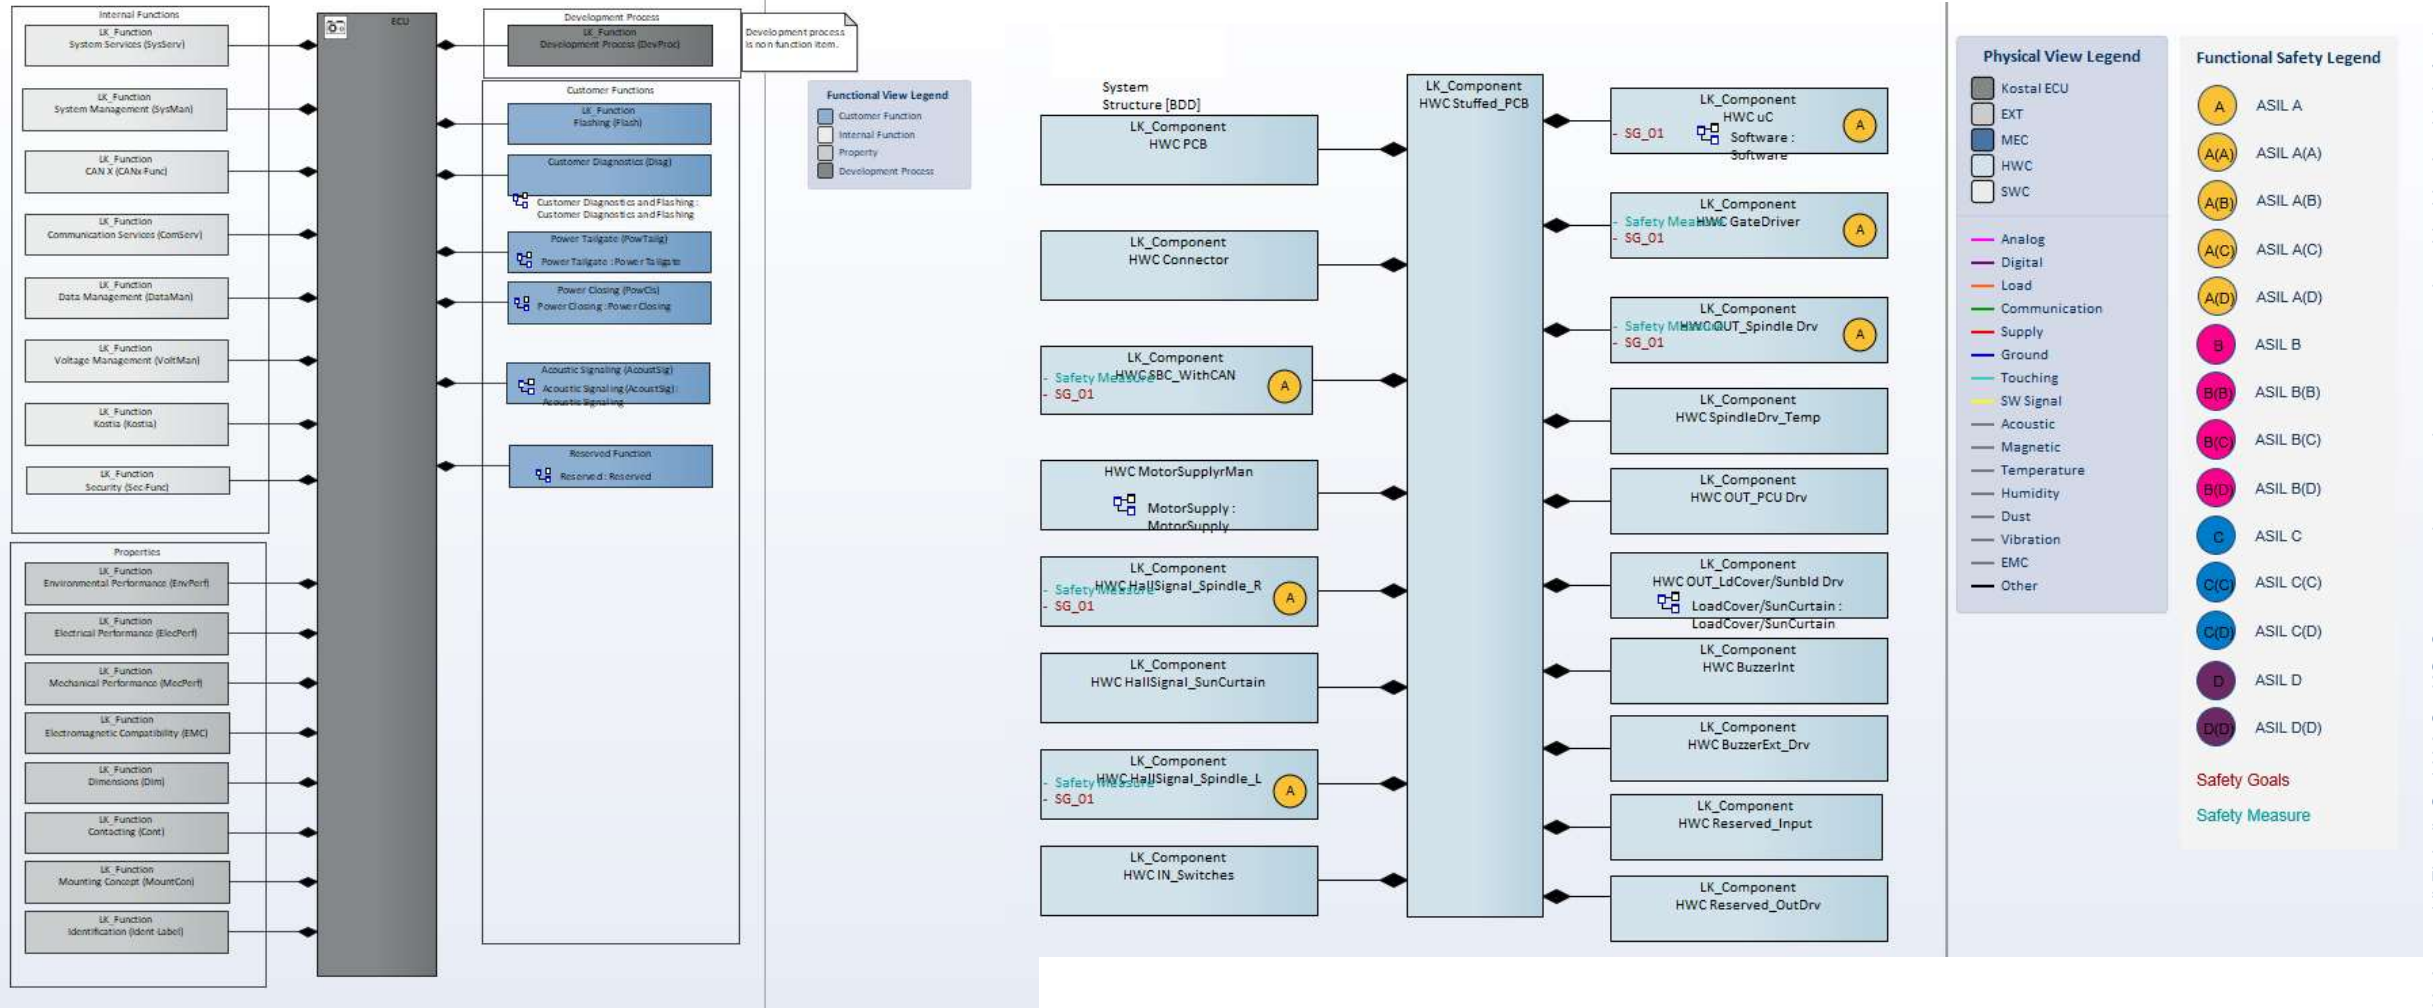 Internal Functions
LK_Function
System Services (SysServ)
LK_Function
System Management (SysMan)
LK_Function
CAN X (CANx-Func)
LK_Function
Communication Services (ComServ)
LK_Function
Data Management (DataMan)
LK_Function
Voltage Management (VoltMan)
LK_Function
Kostia (Kostia)
LK_Function
Security (Sec-Func)
Properties
LK_Function
Environmental Performance (EnvPerf)
LK_Function
Electrical Performance (ElecPerf)
LK_Function
Mechanical Performance (MecPerf)
LK_Function
Electromagnetic Compatibility (EMC)
LK_Function
Dimensions (Dim)
LK_Function
Contacting (Cont)
LK_Function
Mounting Concept (MountCon)
LK_Function
Identification (Ident-Label)
ECU
Development Process
LK_Function
Development Process (DevProc)
Development process
is non function item.
Customer Functions
LK_Function
Flashing (Flash)
Customer Diagnostics (Diag)
Customer Diagnostics and Flashing :
Customer Diagnostics and Flashing
Power Tailgate (PowTailg)
Power Tailgate : Power Tailgate
Power Closing (PowCls)
Power Closing : Power Closing
Acoustic Signaling (AcoustSig)
Acoustic Signaling (AcoustSig) :
Acoustic Signaling
Reserved Function
Reserved : Reserved
Functional View Legend
Customer Function
Internal Function
Property
Development Process
System
Structure [BDD]
LK_Component
HWC PCB
LK_Component
HWC Connector
LK_Component
HWC SBC_WithCAN
- Safety Measure
- SG_01
A
HWC MotorSupplyrMan
MotorSupply :
MotorSupply
LK_Component
HWC HallSignal_Spindle_R
- Safety Measure
- SG_01
A
LK_Component
HWC HallSignal_SunCurtain
LK_Component
HWC HallSignal_Spindle_L
- Safety Measure
- SG_01
A
LK_Component
HWC IN_Switches
LK_Component
HWC Stuffed_PCB
LK_Component
HWC uC
- SG_01
Software :
Software
A
LK_Component
HWC GateDriver
- Safety Measure
- SG_01
A
LK_Component
HWC OUT_Spindle Drv
- Safety Measure
- SG_01
A
LK_Component
HWC SpindleDrv_Temp
LK_Component
HWC OUT_PCU Drv
LK_Component
HWC OUT_LdCover/Sunbld Drv
LoadCover/SunCurtain :
LoadCover/SunCurtain
LK_Component
HWC BuzzerInt
LK_Component
HWC BuzzerExt_Drv
LK_Component
HWC Reserved_Input
LK_Component
HWC Reserved_OutDrv
Physical View Legend
Kostal ECU
EXT
MEC
HWC
SWC
Analog
Digital
Load
Communication
Supply
Ground
Touching
SW Signal
Acoustic
Magnetic
Temperature
Humidity
Dust
Vibration
EMC
Other
Functional Safety Legend
A ASIL A
A(A) ASIL A(A)
A(B) ASIL A(B)
A(C) ASIL A(C)
A(D) ASIL A(D)
B ASIL B
B(B) ASIL B(B)
B(C) ASIL B(C)
B(D) ASIL B(D)
C ASIL C
C(C) ASIL C(C)
C(D) ASIL C(D)
D ASIL D
D(D) ASIL D(D)
Safety Goals
Safety Measure